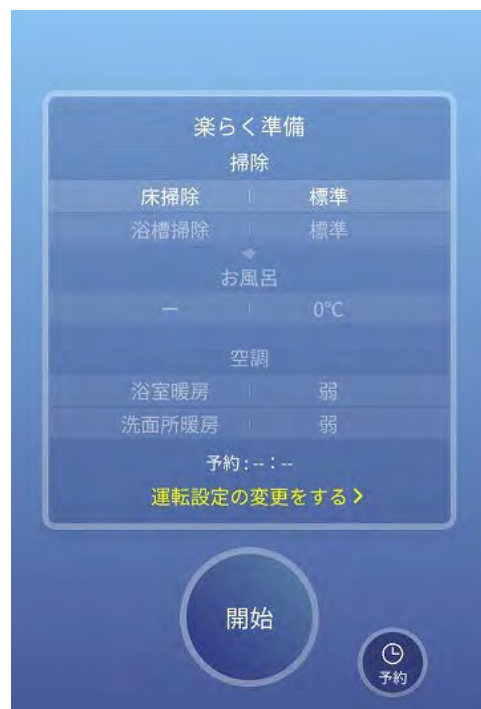 楽らく準備
掃除
床掃除 標準
浴槽掃除 標準
お風呂
ー 0℃
空調
浴室暖房 弱
洗面所暖房 弱
予約:--:--
運転設定の変更をする>
開始
予約